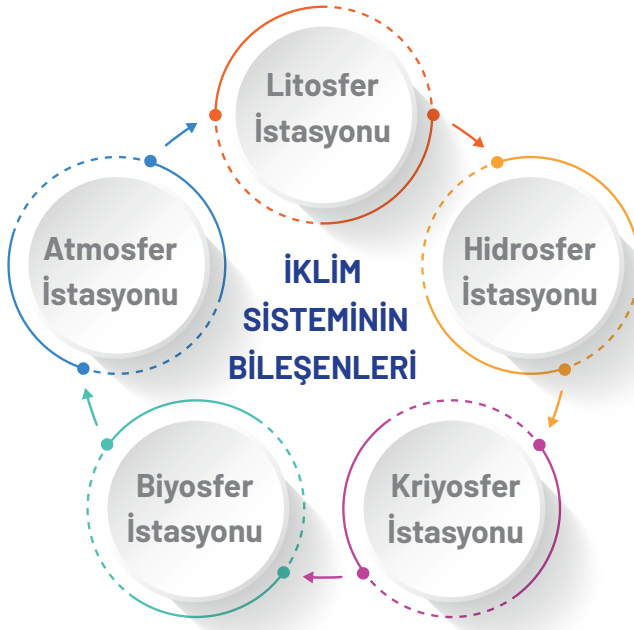 Litosfer
İstasyonu
Atmosfer
İstasyonu
Hidrosfer
İstasyonu
İKLİM
SİSTEMİNİN
BİLEŞENLERİ
Biyosfer
İstasyonu
Kriyosfer
İstasyonu